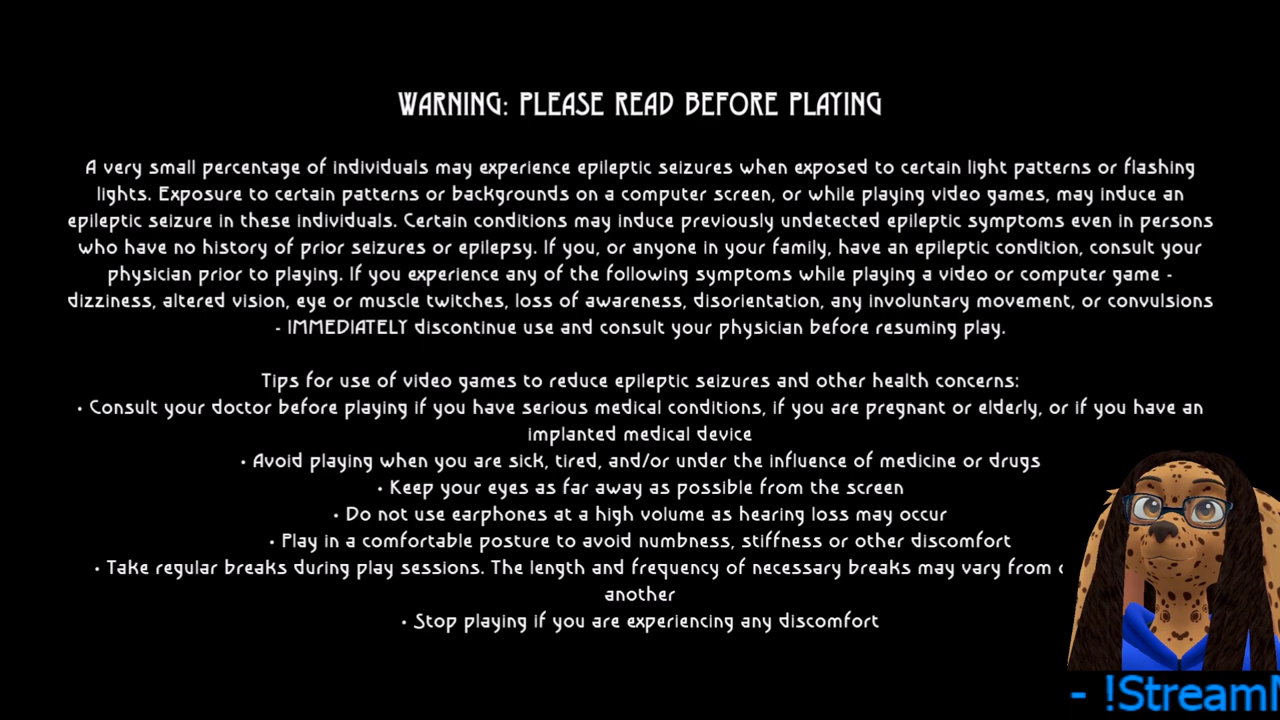 WARNING: PLEASE READ BEFORE PLAYING
A very small percentage of individuals may experience epileptic seizures when exposed to certain light patterns or flashing
lights. Exposure to certain patterns or backgrounds on a computer screen, or while playing video games, may induce an
epileptic seizure in these individuals. Certain conditions may induce previously undetected epileptic symptoms even in persons
who have no history of prior seizures or epilepsy. If you, or anyone in your family, have an epileptic condition, consult your
physician prior to playing. If you experience any of the following symptoms while playing a video or computer game -
dizziness, altered vision, eye or muscle twitches, loss of awareness, disorientation, any involuntary movement, or convulsions
- IMMEDIATELY discontinue use and consult your physician before resuming play.
Tips for use of video games to reduce epileptic seizures and other health concerns:
• Consult your doctor before playing if you have serious medical conditions, if you are pregnant or elderly, or if you have an
implanted medical device
• Avoid playing when you are sick, tired, and/or under the influence of medicine or drugs
• Keep your eyes as far away as possible from the screen
• Do not use earphones at a high volume as hearing loss may occur
• Play in a comfortable posture to avoid numbness, stiffness or other discomfort
• Take regular breaks during play sessions. The length and frequency of necessary breaks may vary from
another
• Stop playing if you are experiencing any discomfort
- !Stream